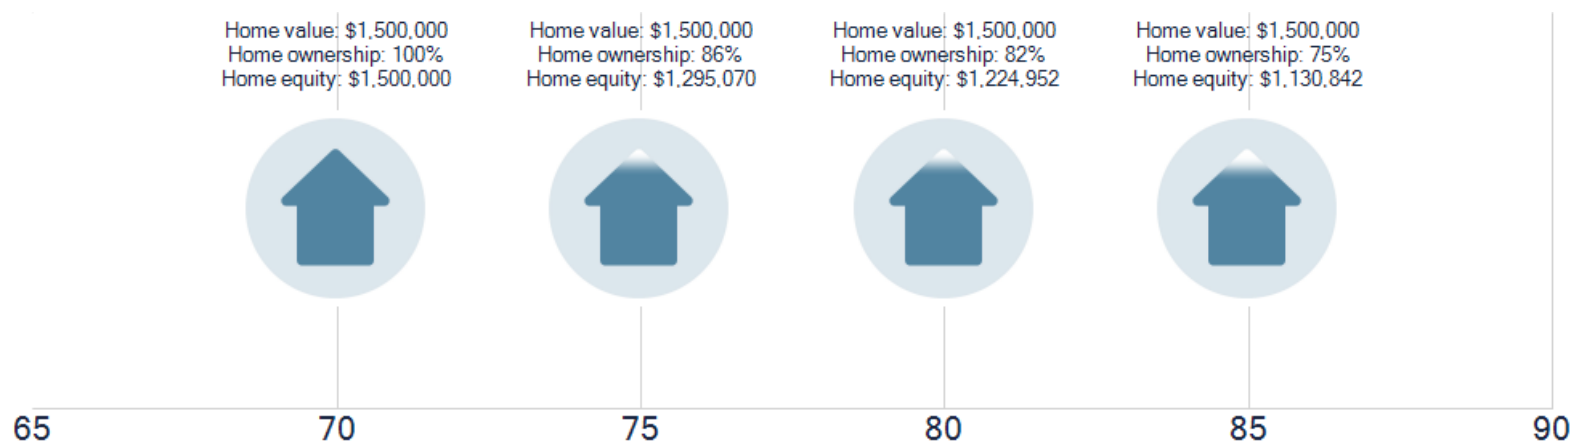 Home value: $1,500,000
Home ownership: 100%
Home equity: $1,500,000
Home value: $1,500,000
Home ownership: 86%
Home equity: $1,295,070
Home value: $1,500,000
Home ownership: 82%
Home equity: $1,224,952
Home value: $1,500,000
Home ownership: 75%
Home equity: $1,130,842
65 70 75 80 85 90